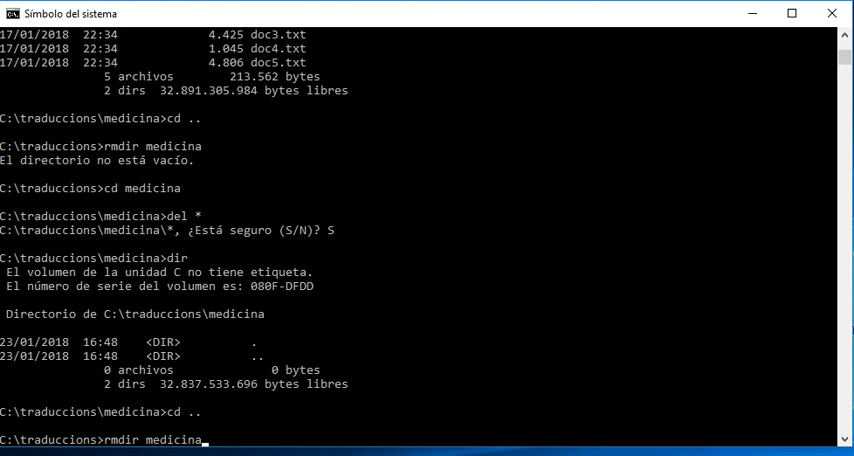 Símbolo del sistema
17/01/2018  22:34             4.425 doc3.txt
17/01/2018  22:34             1.045 doc4.txt
17/01/2018  22:34             4.806 doc5.txt
               5 archivos        213.562 bytes
               2 dirs  32.891.305.984 bytes libres
C:\traduccions\medicina>cd ..
C:\traduccions>rmdir medicina
El directorio no está vacío.
C:\traduccions>cd medicina
C:\traduccions\medicina>del *
C:\traduccions\medicina\*, ¿Está seguro (S/N)? S
C:\traduccions\medicina>dir
 El volumen de la unidad C no tiene etiqueta.
 El número de serie del volumen es: 080F-DFDD
 Directorio de C:\traduccions\medicina
23/01/2018  16:48    <DIR>          .
23/01/2018  16:48    <DIR>          ..
               0 archivos              0 bytes
               2 dirs  32.837.533.696 bytes libres
C:\traduccions\medicina>cd ..
C:\traduccions>rmdir medicina